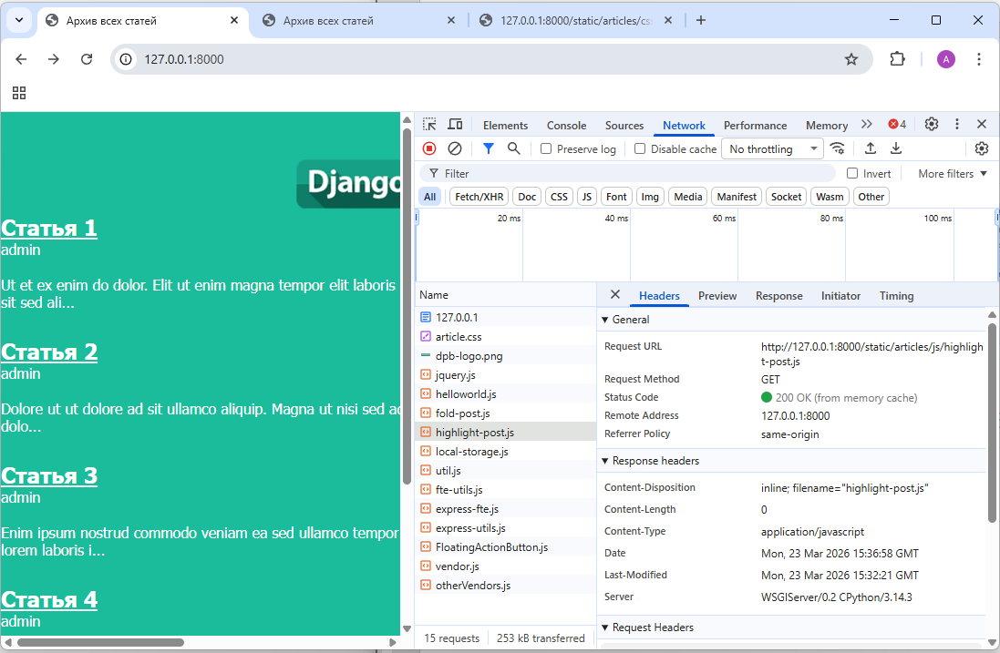 Архив всех статей
Архив всех статей
127.0.0.1:8000/static/articles/cs
127.0.0.1:8000
A
Django
Статья 1
admin
Ut et ex enim do dolor. Elit ut enim magna tempor elit laboris
sit sed ali...
Статья 2
admin
Dolore ut ut dolore ad sit ullamco aliquip. Magna ut nisi sed ad
dolo...
Статья 3
admin
Enim ipsum nostrud commodo veniam ea sed ullamco tempor
lorem laboris i...
Статья 4
admin
Elements Console Sources Network Performance Memory 4
Preserve log Disable cache No throttling
Filter Invert More filters
All Fetch/XHR Doc CSS JS Font Img Media Manifest Socket Wasm Other
20 ms 40 ms 60 ms 80 ms 100 ms
Name
127.0.0.1
article.css
dpb-logo.png
jquery.js
helloworld.js
fold-post.js
highlight-post.js
local-storage.js
util.js
fte-utils.js
express-fte.js
express-utils.js
FloatingActionButton.js
vendor.js
otherVendors.js
15 requests 253 kB transferred
Headers Preview Response Initiator Timing
General
Request URL http://127.0.0.1:8000/static/articles/js/highligh
t-post.js
Request Method GET
Status Code 200 OK (from memory cache)
Remote Address 127.0.0.1:8000
Referrer Policy same-origin
Response headers
Content-Disposition inline; filename="highlight-post.js"
Content-Length 0
Content-Type application/javascript
Date Mon, 23 Mar 2026 15:36:58 GMT
Last-Modified Mon, 23 Mar 2026 15:32:21 GMT
Server WSGIServer/0.2 CPython/3.14.3
Request Headers